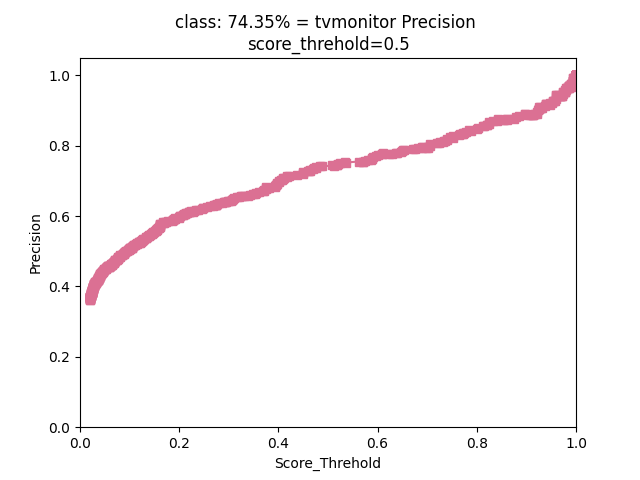 class: 74.35% = tvmonitor Precision
score_threhold=0.5
Precision
1.0
0.8
0.6
0.4
0.2
0.0
0.0 0.2 0.4 0.6 0.8 1.0
Score_Threhold